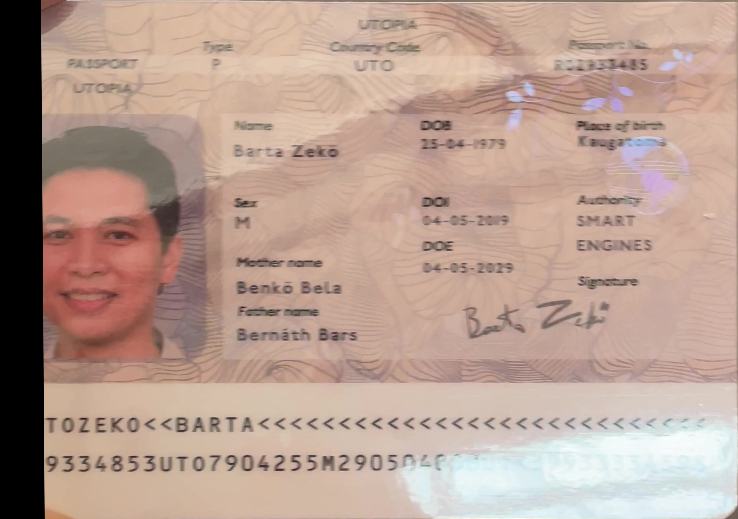 UTOPIA
Type Country Code Passport No.
PASSPORT P UTO RO2933485
UTOPIA
Name DOB Place of birth
Barta Zekö 25-04-1979 Kaugatoma
Sex DOI Authority
M 04-05-2019 SMART
DOE ENGINES
Mother name 04-05-2029
Benkö Bela Signature
Father name
Bernáth Bars Barta Zekö
TOZEKO<<BARTA<<<<<<<<<<<<<<<<<<<<<<<<<<<<<
9334853UTO7904255M290504